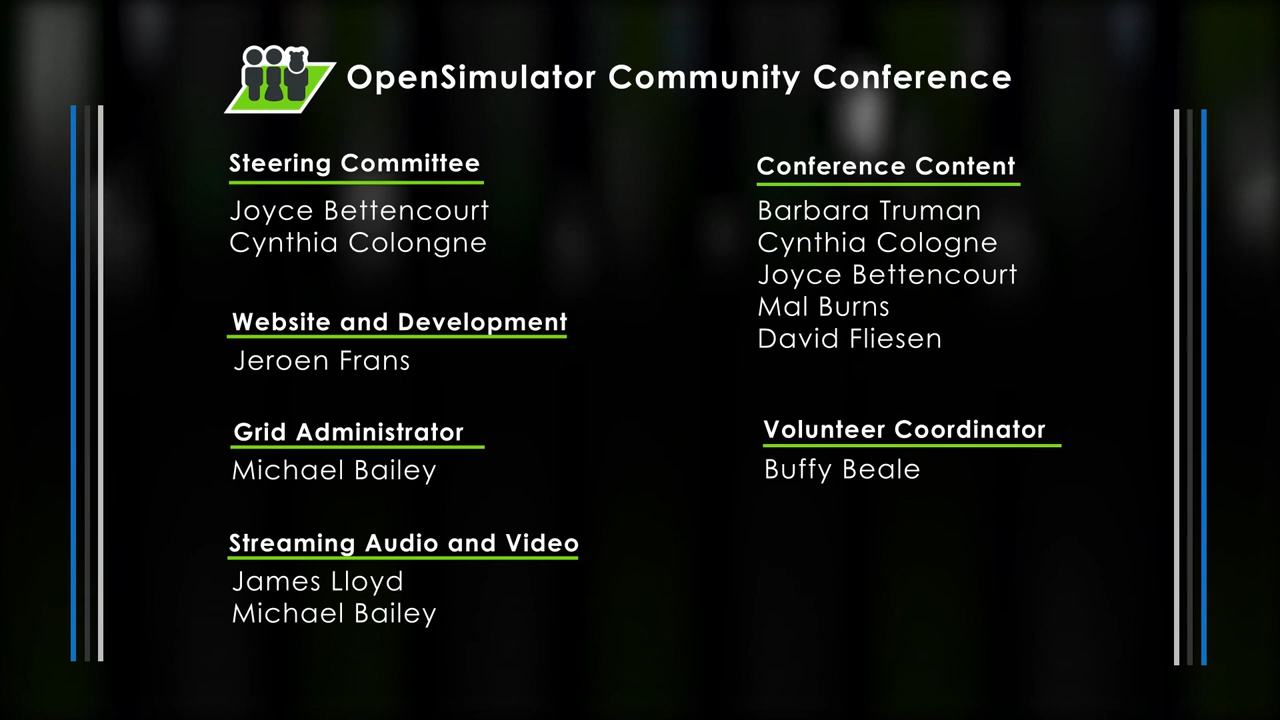 OpenSimulator Community Conference
Steering Committee
Joyce Bettencourt
Cynthia Colongne
Website and Development
Jeroen Frans
Grid Administrator
Michael Bailey
Streaming Audio and Video
James Lloyd
Michael Bailey
Conference Content
Barbara Truman
Cynthia Cologne
Joyce Bettencourt
Mal Burns
David Fliesen
Volunteer Coordinator
Buffy Beale